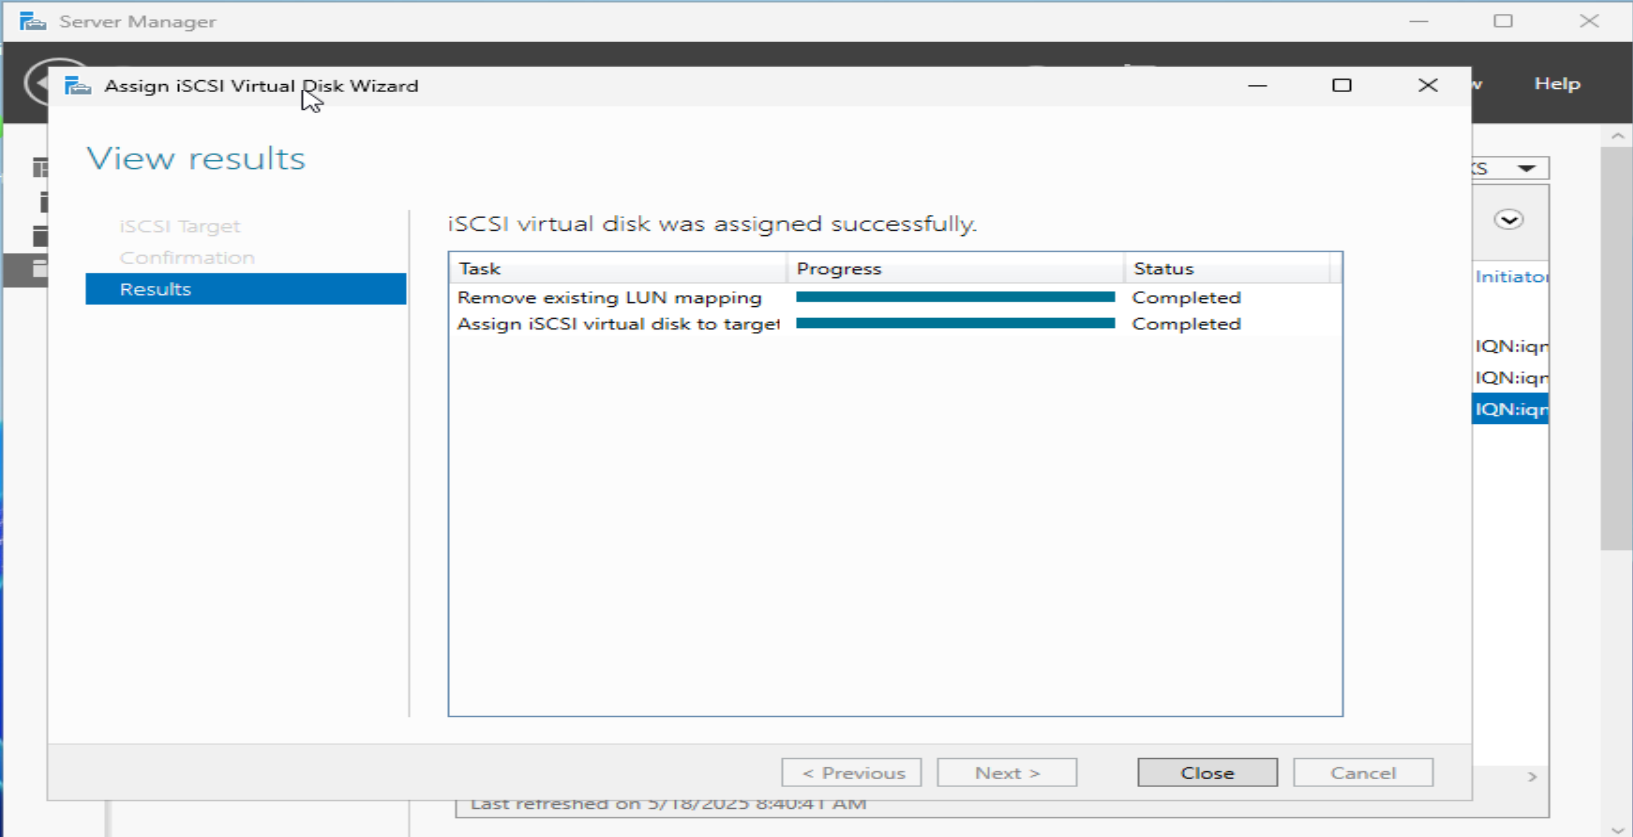 Server Manager
Assign iSCSI Virtual Disk Wizard
Help
View results
iSCSI Target
Confirmation
Results
iSCSI virtual disk was assigned successfully.
Task Progress Status
Remove existing LUN mapping Completed
Assign iSCSI virtual disk to target Completed
Initiator
IQN:iqn
IQN:iqn
IQN:iqn
< Previous Next > Close Cancel
Last refreshed on 5/18/2025 8:40:41 AM